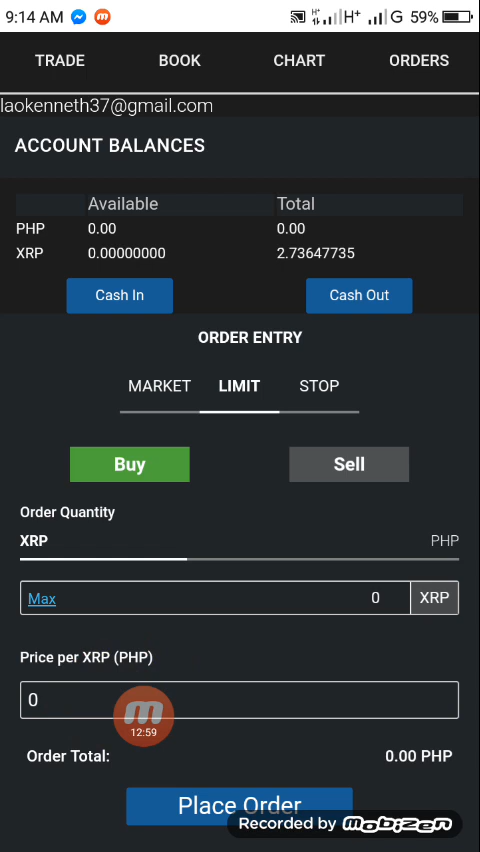 9:14 AM H+ H+ G 59%
TRADE BOOK CHART ORDERS
laokenneth37@gmail.com
ACCOUNT BALANCES
Available Total
PHP 0.00 0.00
XRP 0.00000000 2.73647735
Cash In Cash Out
ORDER ENTRY
MARKET LIMIT STOP
Buy Sell
Order Quantity
XRP PHP
Max 0 XRP
Price per XRP (PHP)
0
12:59
Order Total: 0.00 PHP
Place Order
Recorded by mobizen